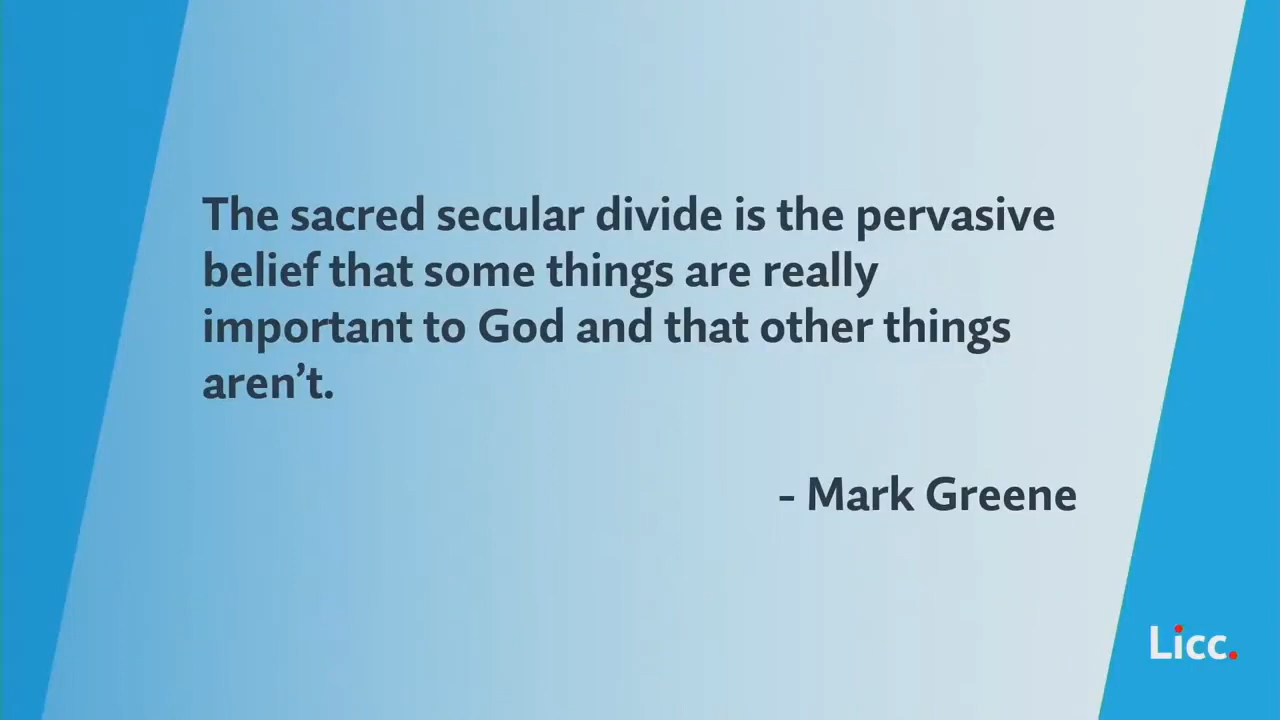 The sacred secular divide is the pervasive
belief that some things are really
important to God and that other things
aren’t.
- Mark Greene
Licc.